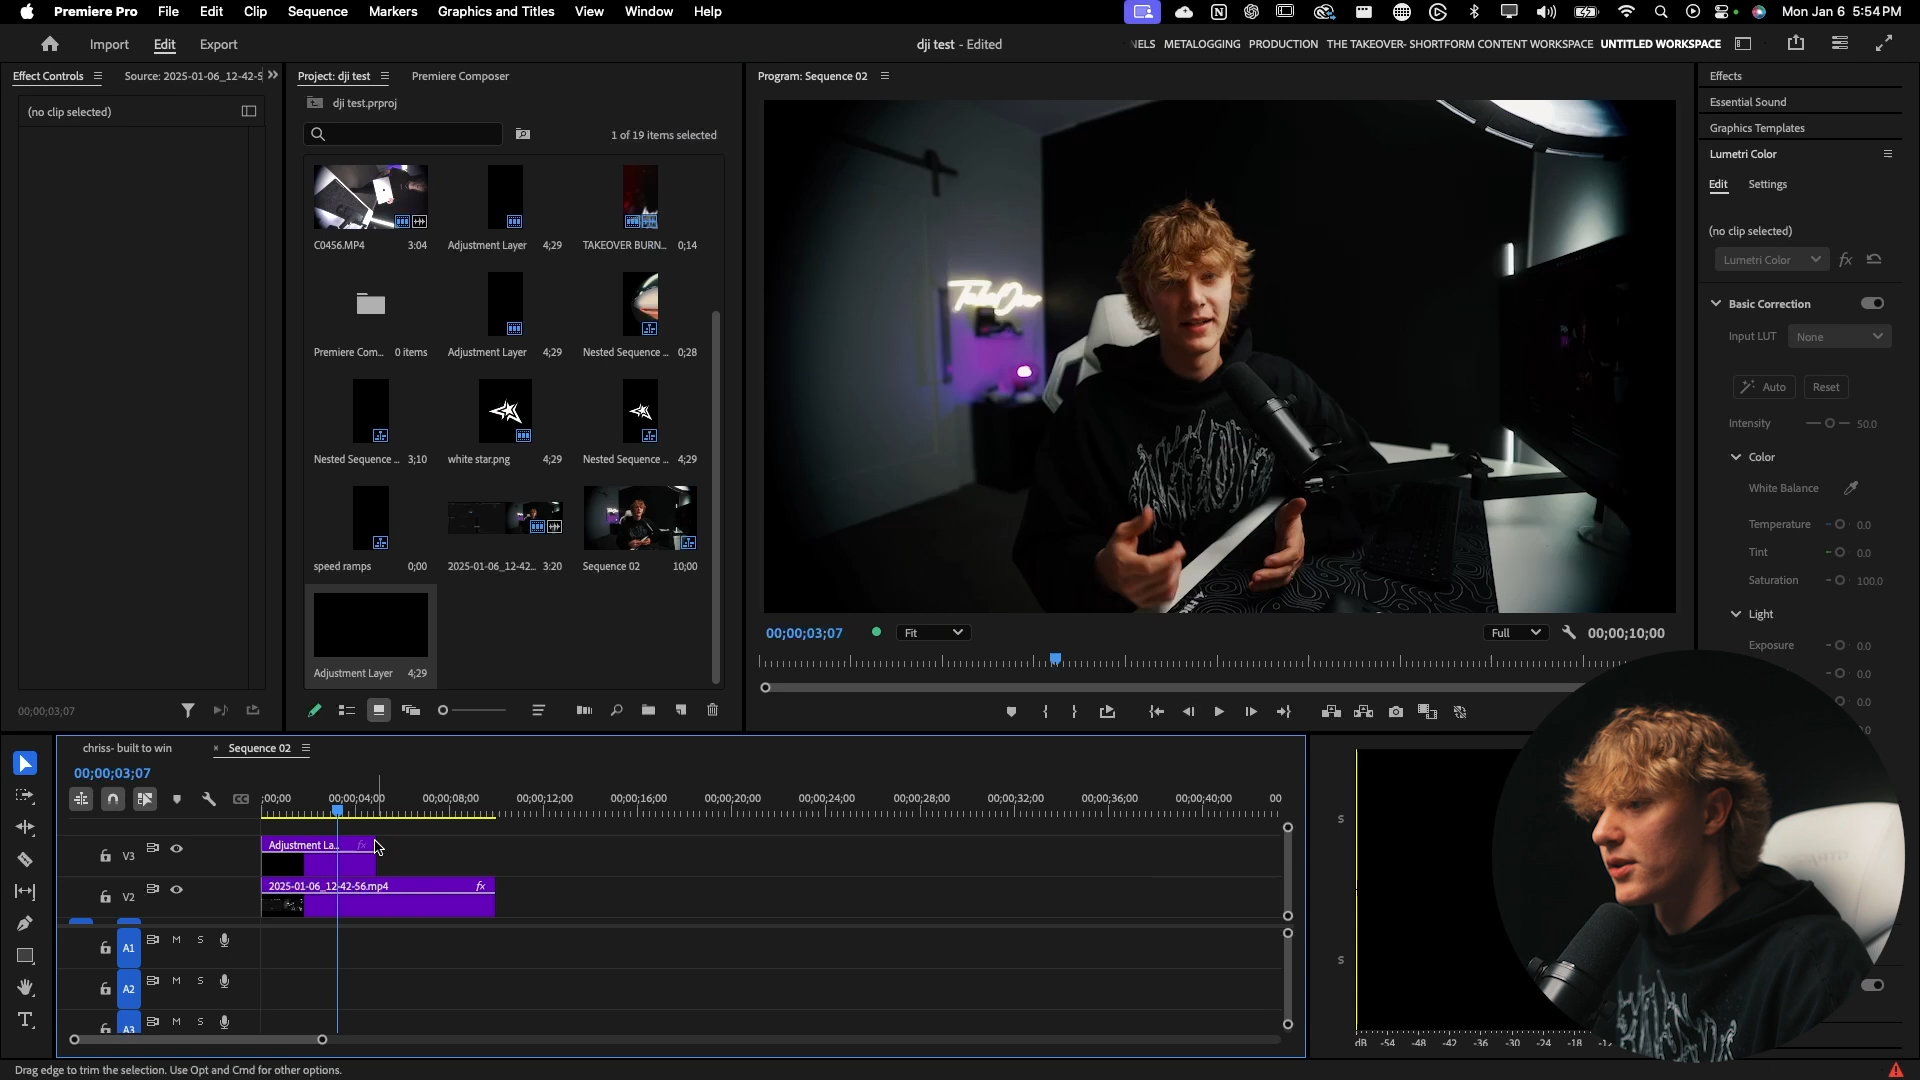 Premiere Pro File Edit Clip Sequence Markers Graphics and Titles View Window Help Mon Jan 6 5:54 PM
Import Edit Export dji test - Edited NELS METALOGGING PRODUCTION THE TAKEOVER- SHORTFORM CONTENT WORKSPACE UNTITLED WORKSPACE
Effect Controls Source: 2025-01-06_12-42-5 Project: dji test Premiere Composer Program: Sequence 02 Effects
dji test.prproj Essential Sound
(no clip selected) 1 of 19 items selected Graphics Templates
Lumetri Color
Edit Settings
(no clip selected)
C0456.MP4 3:04 Adjustment Layer 4;29 TAKEOVER BURN... 0;14
Lumetri Color fx
TakeOver
Basic Correction
Input LUT None
Premiere Com... 0 items Adjustment Layer 4;29 Nested Sequence ... 0;28
Auto Reset
Intensity 50.0
Nested Sequence ... 3;10 white star.png 4;29 Nested Sequence ... 4;29
Color
White Balance
Temperature 0.0
Tint 0.0
speed ramps 0;00 2025-01-06_12-42... 3:20 Sequence 02 10;00
Saturation 100.0
Light
00;00;03;07 Fit Full 00;00;10;00
Exposure 0.0
Adjustment Layer 4;29
0.0
0.0
00;00;03;07
.0
chriss- built to win × Sequence 02
00;00;03;07
CC ;00;00 00;00;04;00 00;00;08;00 00;00;12;00 00;00;16;00 00;00;20;00 00;00;24;00 00;00;28;00 00;00;32;00 00;00;36;00 00;00;40;00 00
S
V3 Adjustment La... fx
V2 2025-01-06_12-42-56.mp4 fx
A1 M S
S
A2 M S
A3 M S
T
dB -54 -48 -42 -36 -30 -24 -18 -1
Drag edge to trim the selection. Use Opt and Cmd for other options.